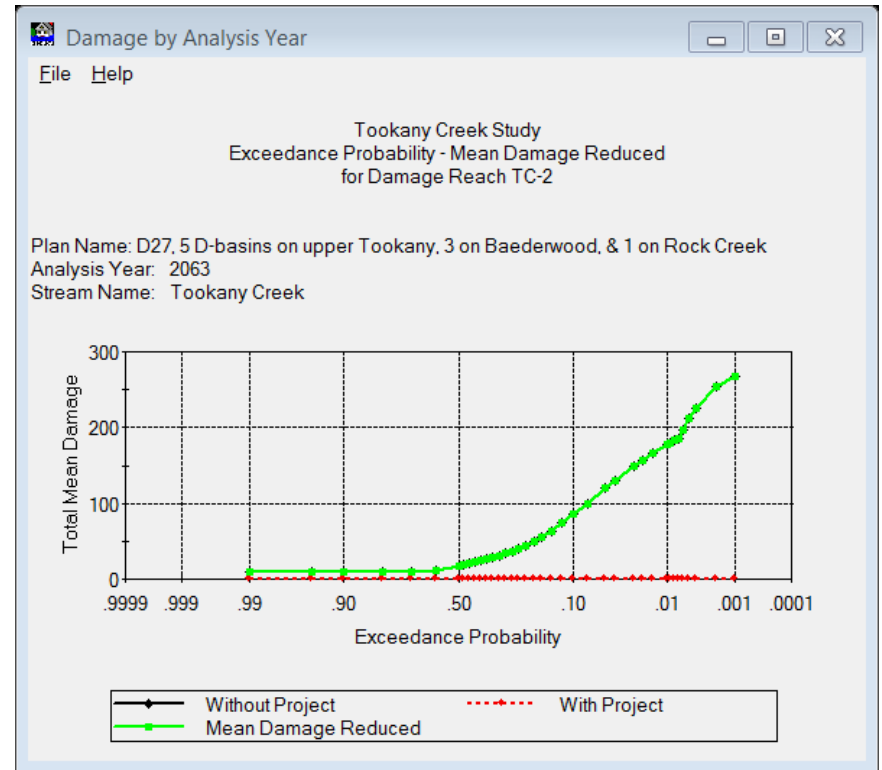 Damage by Analysis Year
File Help
Tookany Creek Study
Exceedance Probability - Mean Damage Reduced
for Damage Reach TC-2
Plan Name: D27, 5 D-basins on upper Tookany, 3 on Baederwood, & 1 on Rock Creek
Analysis Year: 2063
Stream Name: Tookany Creek
300
200
100
0
Total Mean Damage
.9999 .999 .99 .90 .50 .10 .01 .001 .0001
Exceedance Probability
Without Project With Project
Mean Damage Reduced